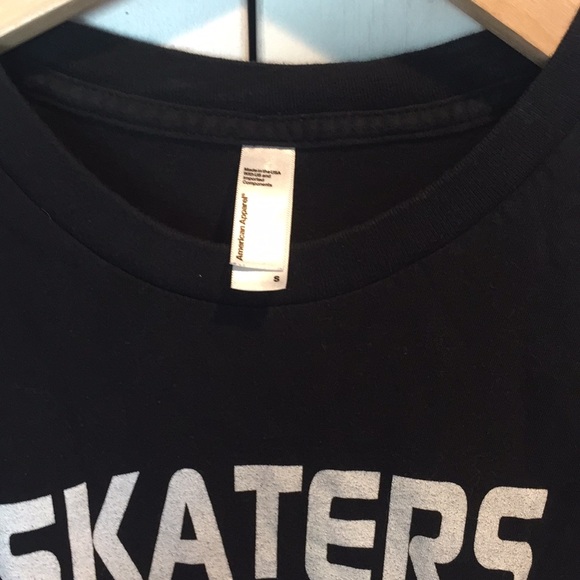 Made in the USA
With US and
Imported
Components.
American Apparel®
S
SKATERS